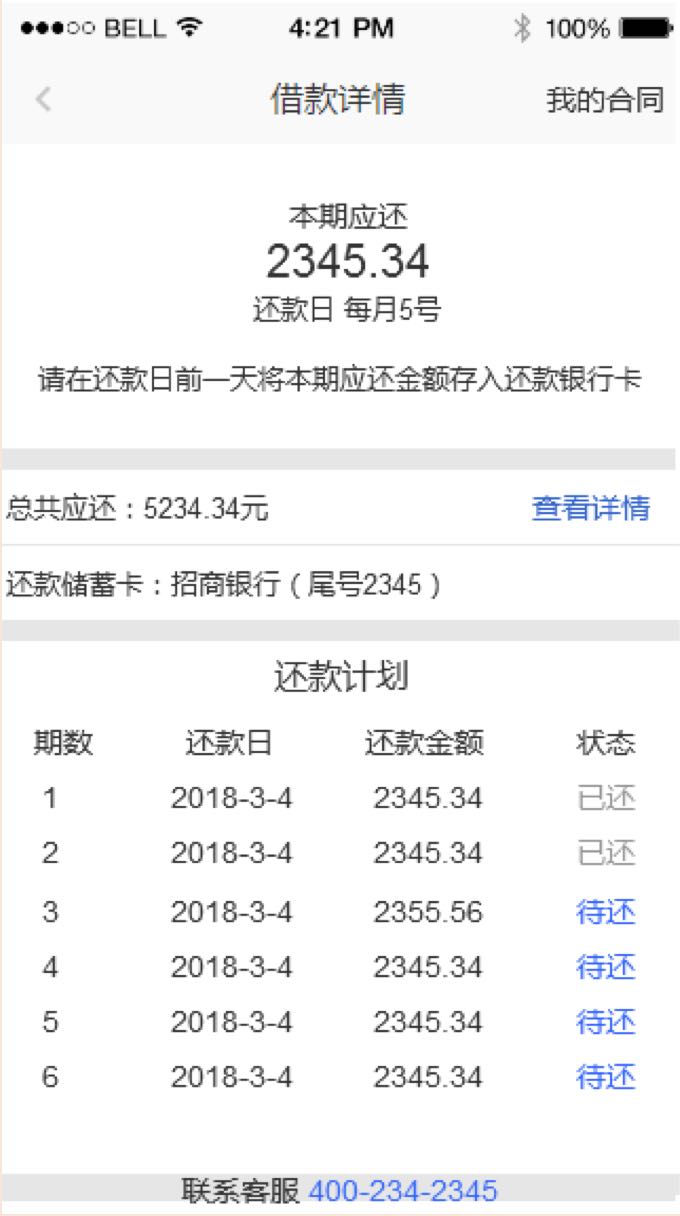 BELL 4:21 PM 100%
借款详情 我的合同
本期应还
2345.34
还款日 每月5号
请在还款日前一天将本期应还金额存入还款银行卡
总共应还：5234.34元 查看详情
还款储蓄卡：招商银行（尾号2345）
还款计划
期数 还款日 还款金额 状态
1 2018-3-4 2345.34 已还
2 2018-3-4 2345.34 已还
3 2018-3-4 2355.56 待还
4 2018-3-4 2345.34 待还
5 2018-3-4 2345.34 待还
6 2018-3-4 2345.34 待还
联系客服 400-234-2345